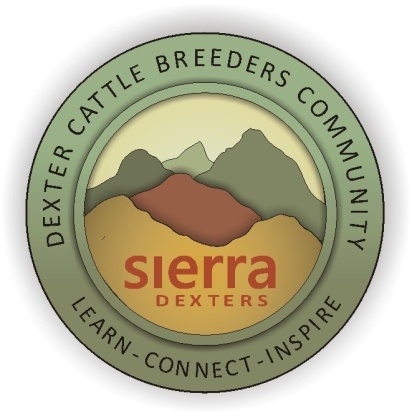 DEXTER CATTLE BREEDERS COMMUNITY
sierra
DEXTERS
LEARN-CONNECT-INSPIRE